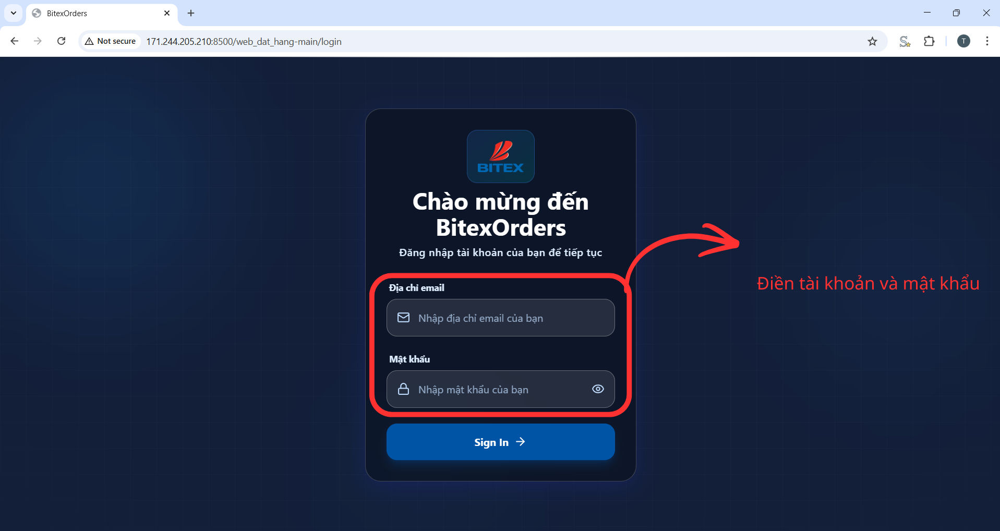 BitexOrders
Not secure
171.244.205.210:8500/web_dat_hang-main/login
T
BITEX
Chào mừng đến
BitexOrders
Đăng nhập tài khoản của bạn để tiếp tục
Địa chỉ email
Nhập địa chỉ email của bạn
Mật khẩu
Nhập mật khẩu của bạn
Sign In
Điền tài khoản và mật khẩu